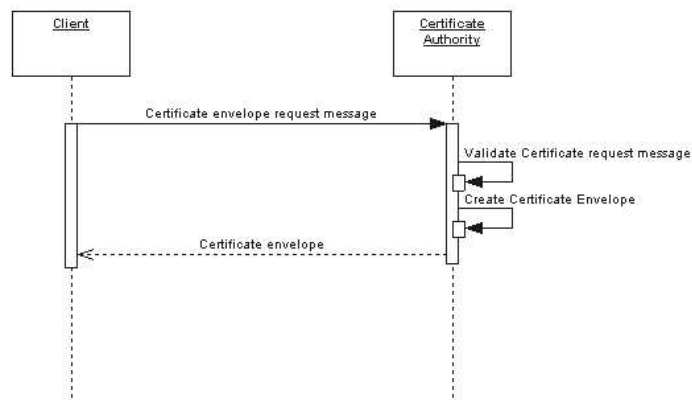 Client
Certificate
Authority
Certificate envelope request message
Validate Certificate request message
Create Certificate Envelope
Certificate envelope